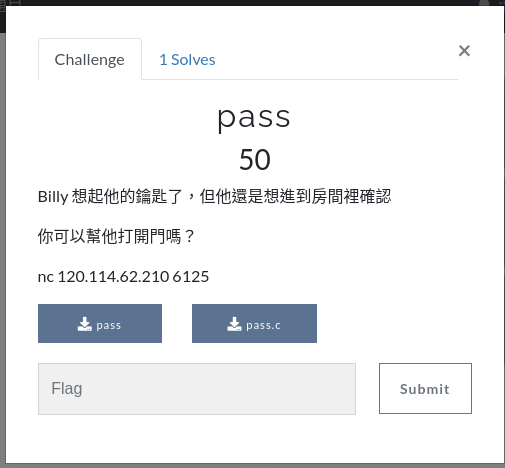 Challenge
1 Solves
×
pass
50
Billy 想起他的鑰匙了，但他還是想進到房間裡確認
你可以幫他打開門嗎？
nc 120.114.62.210 6125
pass
pass.c
Flag
Submit